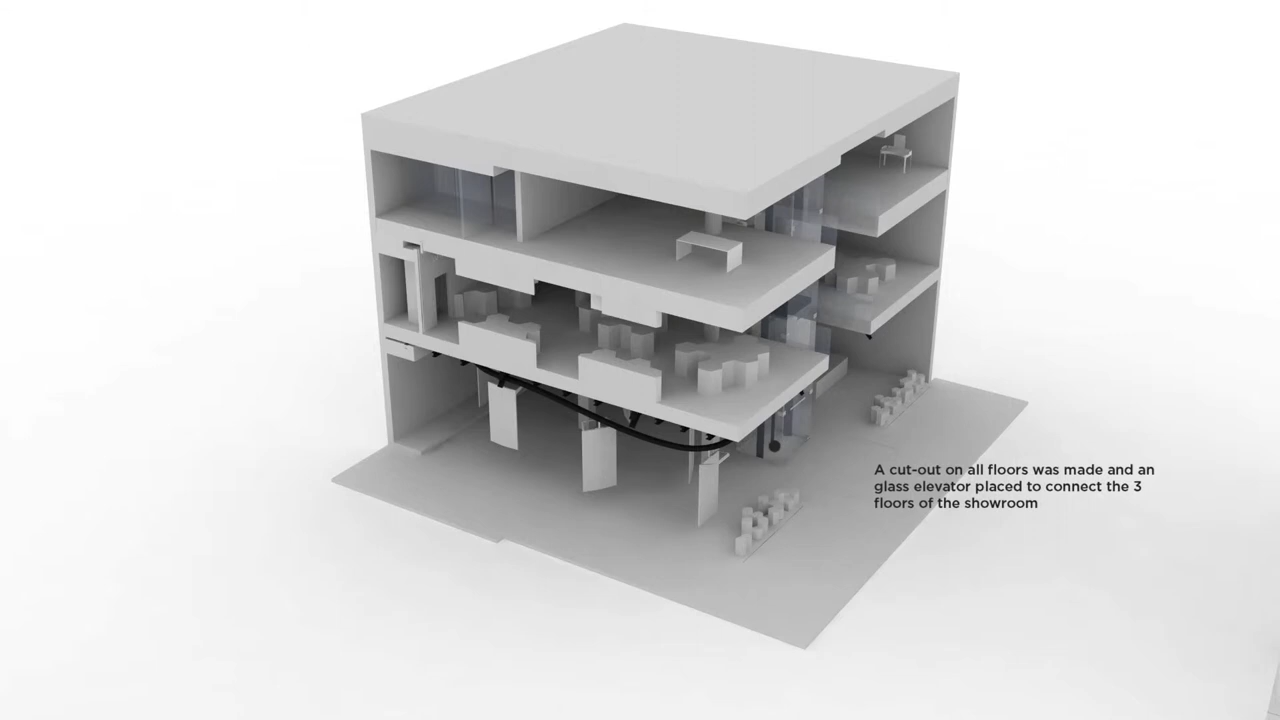 A cut-out on all floors was made and an
glass elevator placed to connect the 3
floors of the showroom